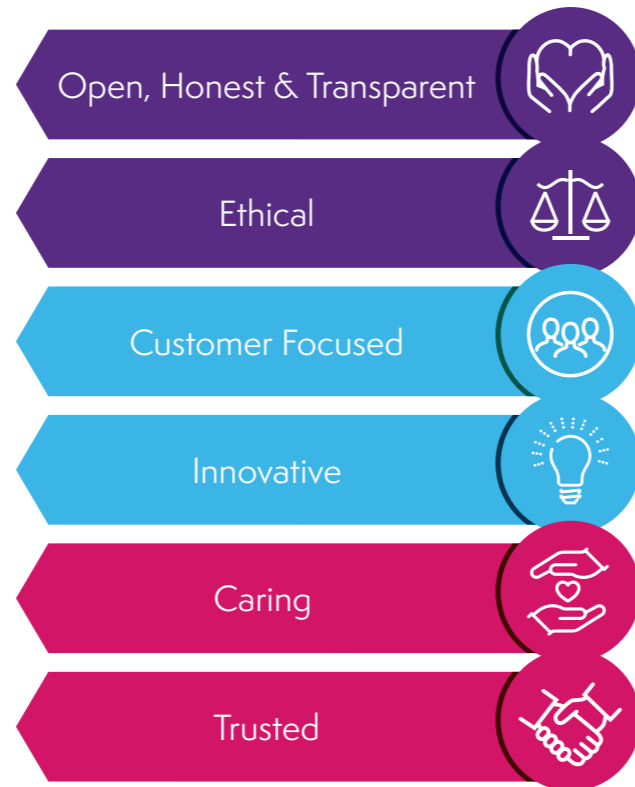 Open, Honest & Transparent
Ethical
Customer Focused
Innovative
Caring
Trusted